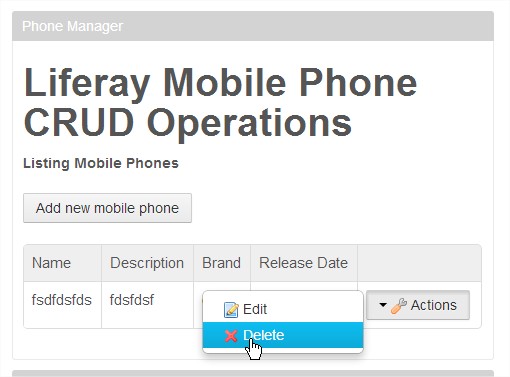 Phone Manager
Liferay Mobile Phone
CRUD Operations
Listing Mobile Phones
Add new mobile phone
Name Description Brand Release Date
fsdfdsfds fdsfdsf Actions
Edit
Delete